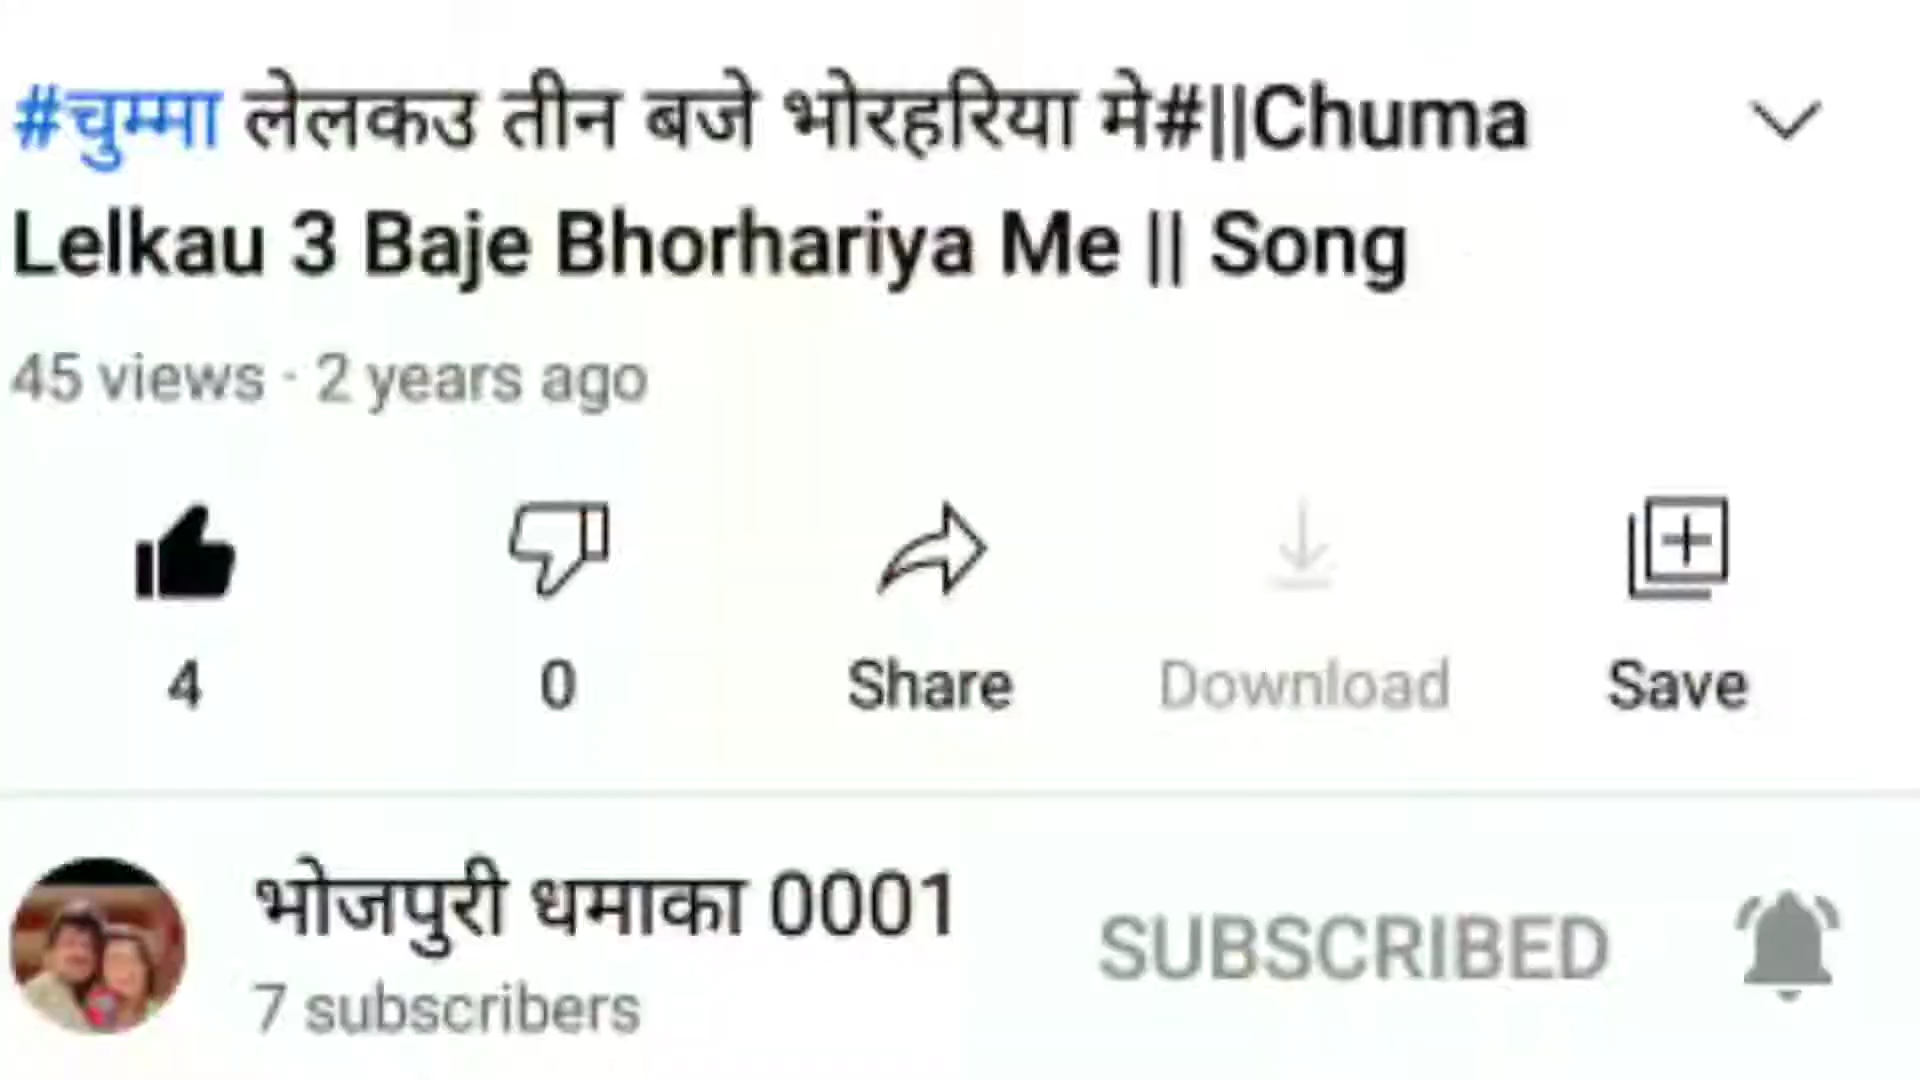 #चुम्मा लेलकउ तीन बजे भोरहरिया मे#||Chuma
Lelkau 3 Baje Bhorhariya Me || Song
45 views · 2 years ago
4 0 Share Download Save
भोजपुरी धमाका 0001
SUBSCRIBED
7 subscribers